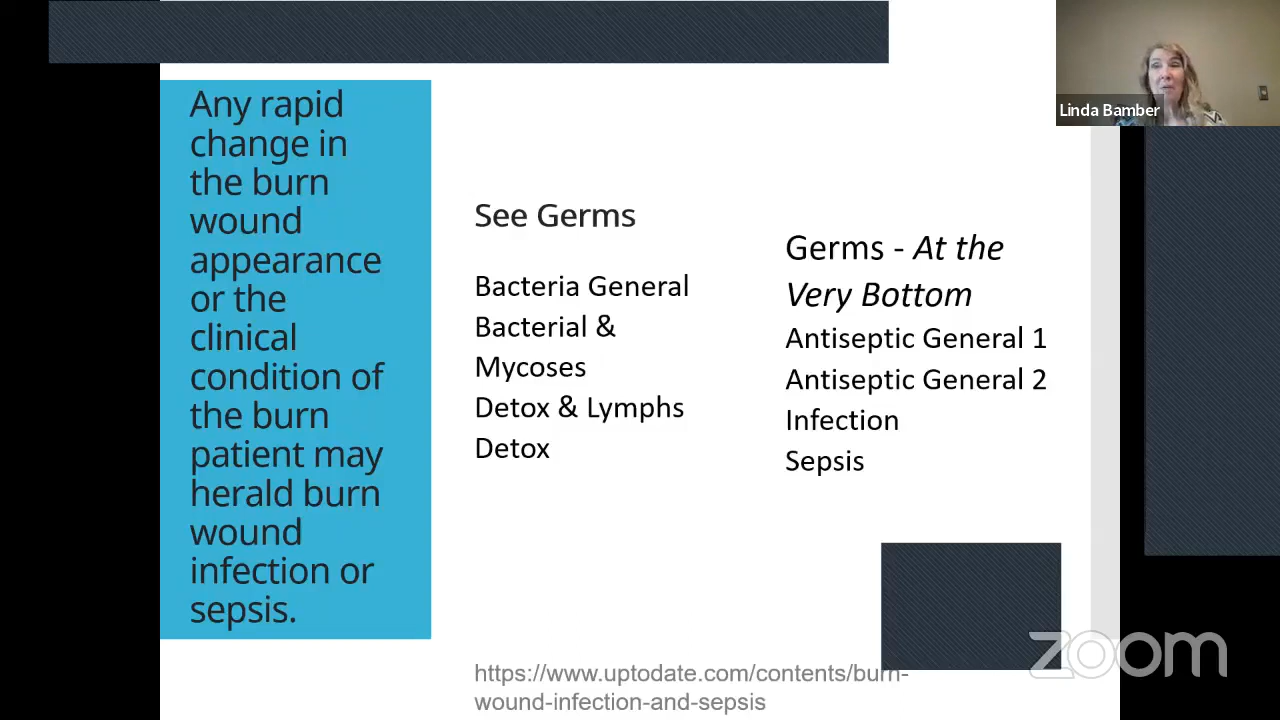 Any rapid
change in
the burn
wound
appearance
or the
clinical
condition of
the burn
patient may
herald burn
wound
infection or
sepsis.
See Germs
Bacteria General
Bacterial &
Mycoses
Detox & Lymphs
Detox
Germs - At the
Very Bottom
Antiseptic General 1
Antiseptic General 2
Infection
Sepsis
https://www.uptodate.com/contents/burn-
wound-infection-and-sepsis
Linda Bamber
zoom